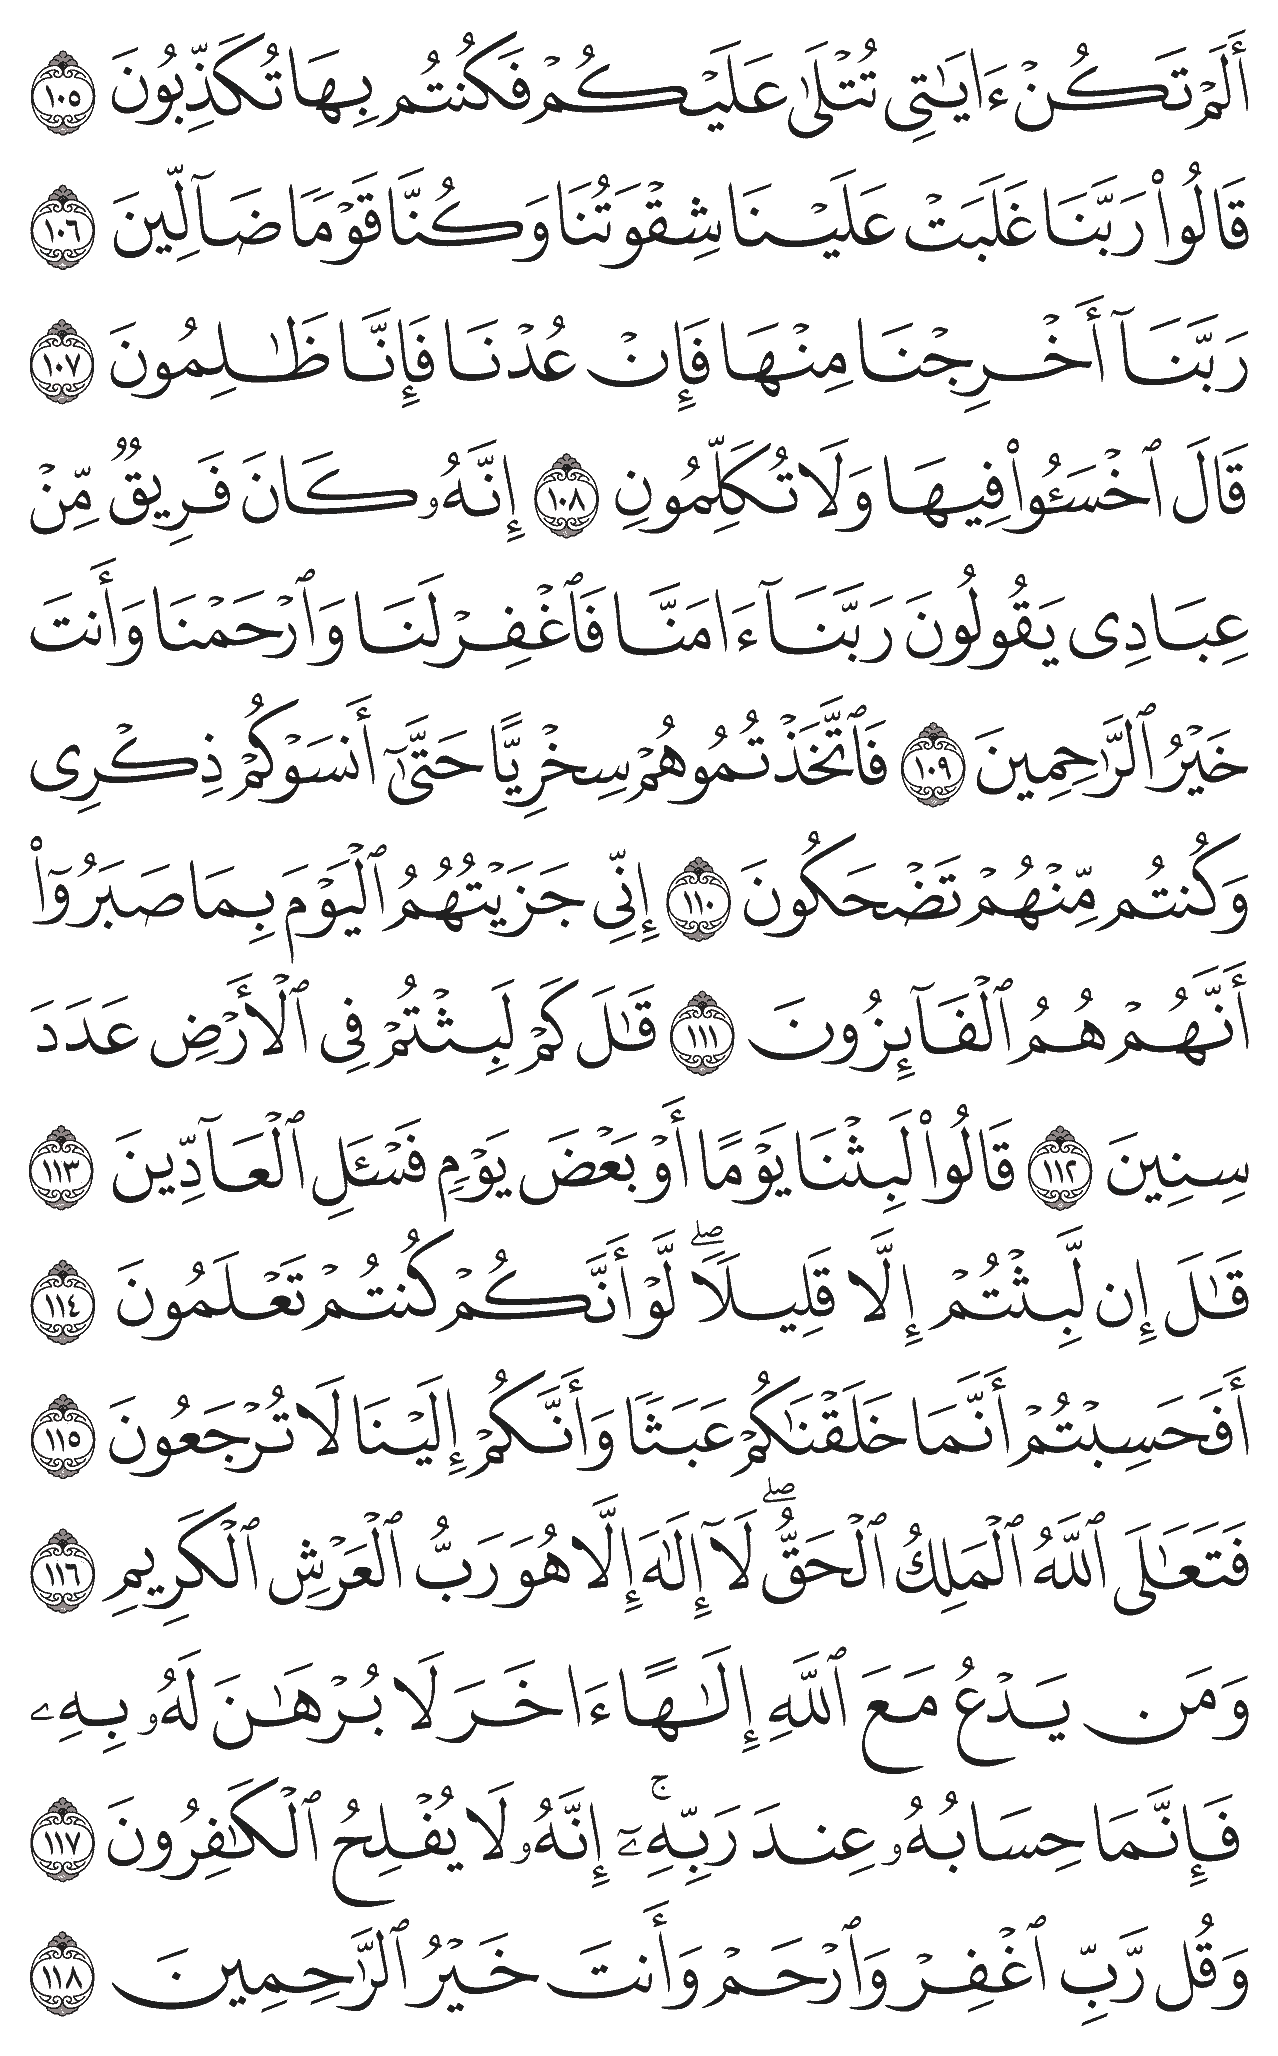 أَلَمۡ تَكُنۡ ءَايَٰتِي تُتۡلَىٰ عَلَيۡكُمۡ فَكُنتُم بِهَا تُكَذِّبُونَ ١٠٥
قَالُواْ رَبَّنَا غَلَبَتۡ عَلَيۡنَا شِقۡوَتُنَا وَكُنَّا قَوۡمٗا ضَآلِّينَ ١٠٦
رَبَّنَآ أَخۡرِجۡنَا مِنۡهَا فَإِنۡ عُدۡنَا فَإِنَّا ظَٰلِمُونَ ١٠٧
قَالَ ٱخۡسَـُٔواْ فِيهَا وَلَا تُكَلِّمُونِ ١٠٨ إِنَّهُۥ كَانَ فَرِيقٞ مِّنۡ
عِبَادِي يَقُولُونَ رَبَّنَآ ءَامَنَّا فَٱغۡفِرۡ لَنَا وَٱرۡحَمۡنَا وَأَنتَ
خَيۡرُ ٱلرَّٰحِمِينَ ١٠٩ فَٱتَّخَذۡتُمُوهُمۡ سِخۡرِيًّا حَتَّىٰٓ أَنسَوۡكُمۡ ذِكۡرِي
وَكُنتُم مِّنۡهُمۡ تَضۡحَكُونَ ١١٠ إِنِّي جَزَيۡتُهُمُ ٱلۡيَوۡمَ بِمَا صَبَرُوٓاْ
أَنَّهُمۡ هُمُ ٱلۡفَآئِزُونَ ١١١ قَٰلَ كَمۡ لَبِثۡتُمۡ فِي ٱلۡأَرۡضِ عَدَدَ
سِنِينَ ١١٢ قَالُواْ لَبِثۡنَا يَوۡمًا أَوۡ بَعۡضَ يَوۡمٖ فَسۡـَٔلِ ٱلۡعَآدِّينَ ١١٣
قَٰلَ إِن لَّبِثۡتُمۡ إِلَّا قَلِيلٗاۖ لَّوۡ أَنَّكُمۡ كُنتُمۡ تَعۡلَمُونَ ١١٤
أَفَحَسِبۡتُمۡ أَنَّمَا خَلَقۡنَٰكُمۡ عَبَثٗا وَأَنَّكُمۡ إِلَيۡنَا لَا تُرۡجَعُونَ ١١٥
فَتَعَٰلَى ٱللَّهُ ٱلۡمَلِكُ ٱلۡحَقُّۖ لَآ إِلَٰهَ إِلَّا هُوَ رَبُّ ٱلۡعَرۡشِ ٱلۡكَرِيمِ ١١٦
وَمَن يَدۡعُ مَعَ ٱللَّهِ إِلَٰهًا ءَاخَرَ لَا بُرۡهَٰنَ لَهُۥ بِهِۦ
فَإِنَّمَا حِسَابُهُۥ عِندَ رَبِّهِۦٓۚ إِنَّهُۥ لَا يُفۡلِحُ ٱلۡكَٰفِرُونَ ١١٧
وَقُل رَّبِّ ٱغۡفِرۡ وَٱرۡحَمۡ وَأَنتَ خَيۡرُ ٱلرَّٰحِمِينَ ١١٨